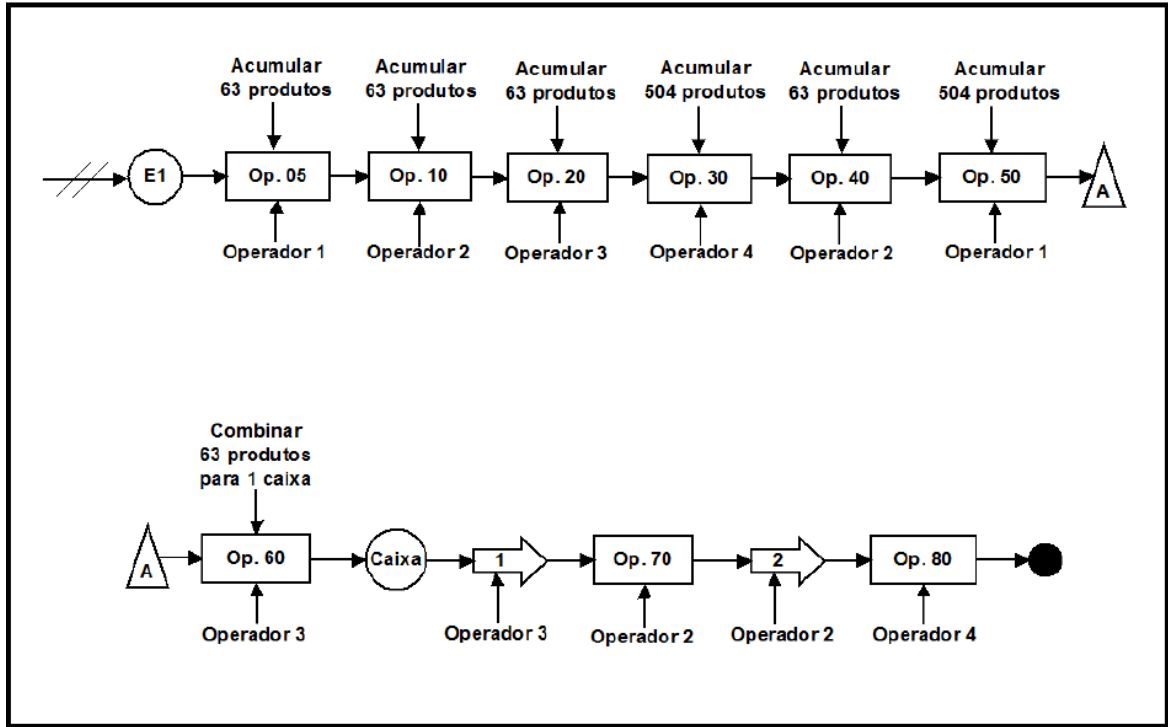 Acumular
63 produtos
Acumular
63 produtos
Acumular
63 produtos
Acumular
504 produtos
Acumular
63 produtos
Acumular
504 produtos
E1
Op. 05
Op. 10
Op. 20
Op. 30
Op. 40
Op. 50
A
Operador 1
Operador 2
Operador 3
Operador 4
Operador 2
Operador 1
Combinar
63 produtos
para 1 caixa
A
Op. 60
Caixa
1
Op. 70
2
Op. 80
Operador 3
Operador 3
Operador 2
Operador 2
Operador 4